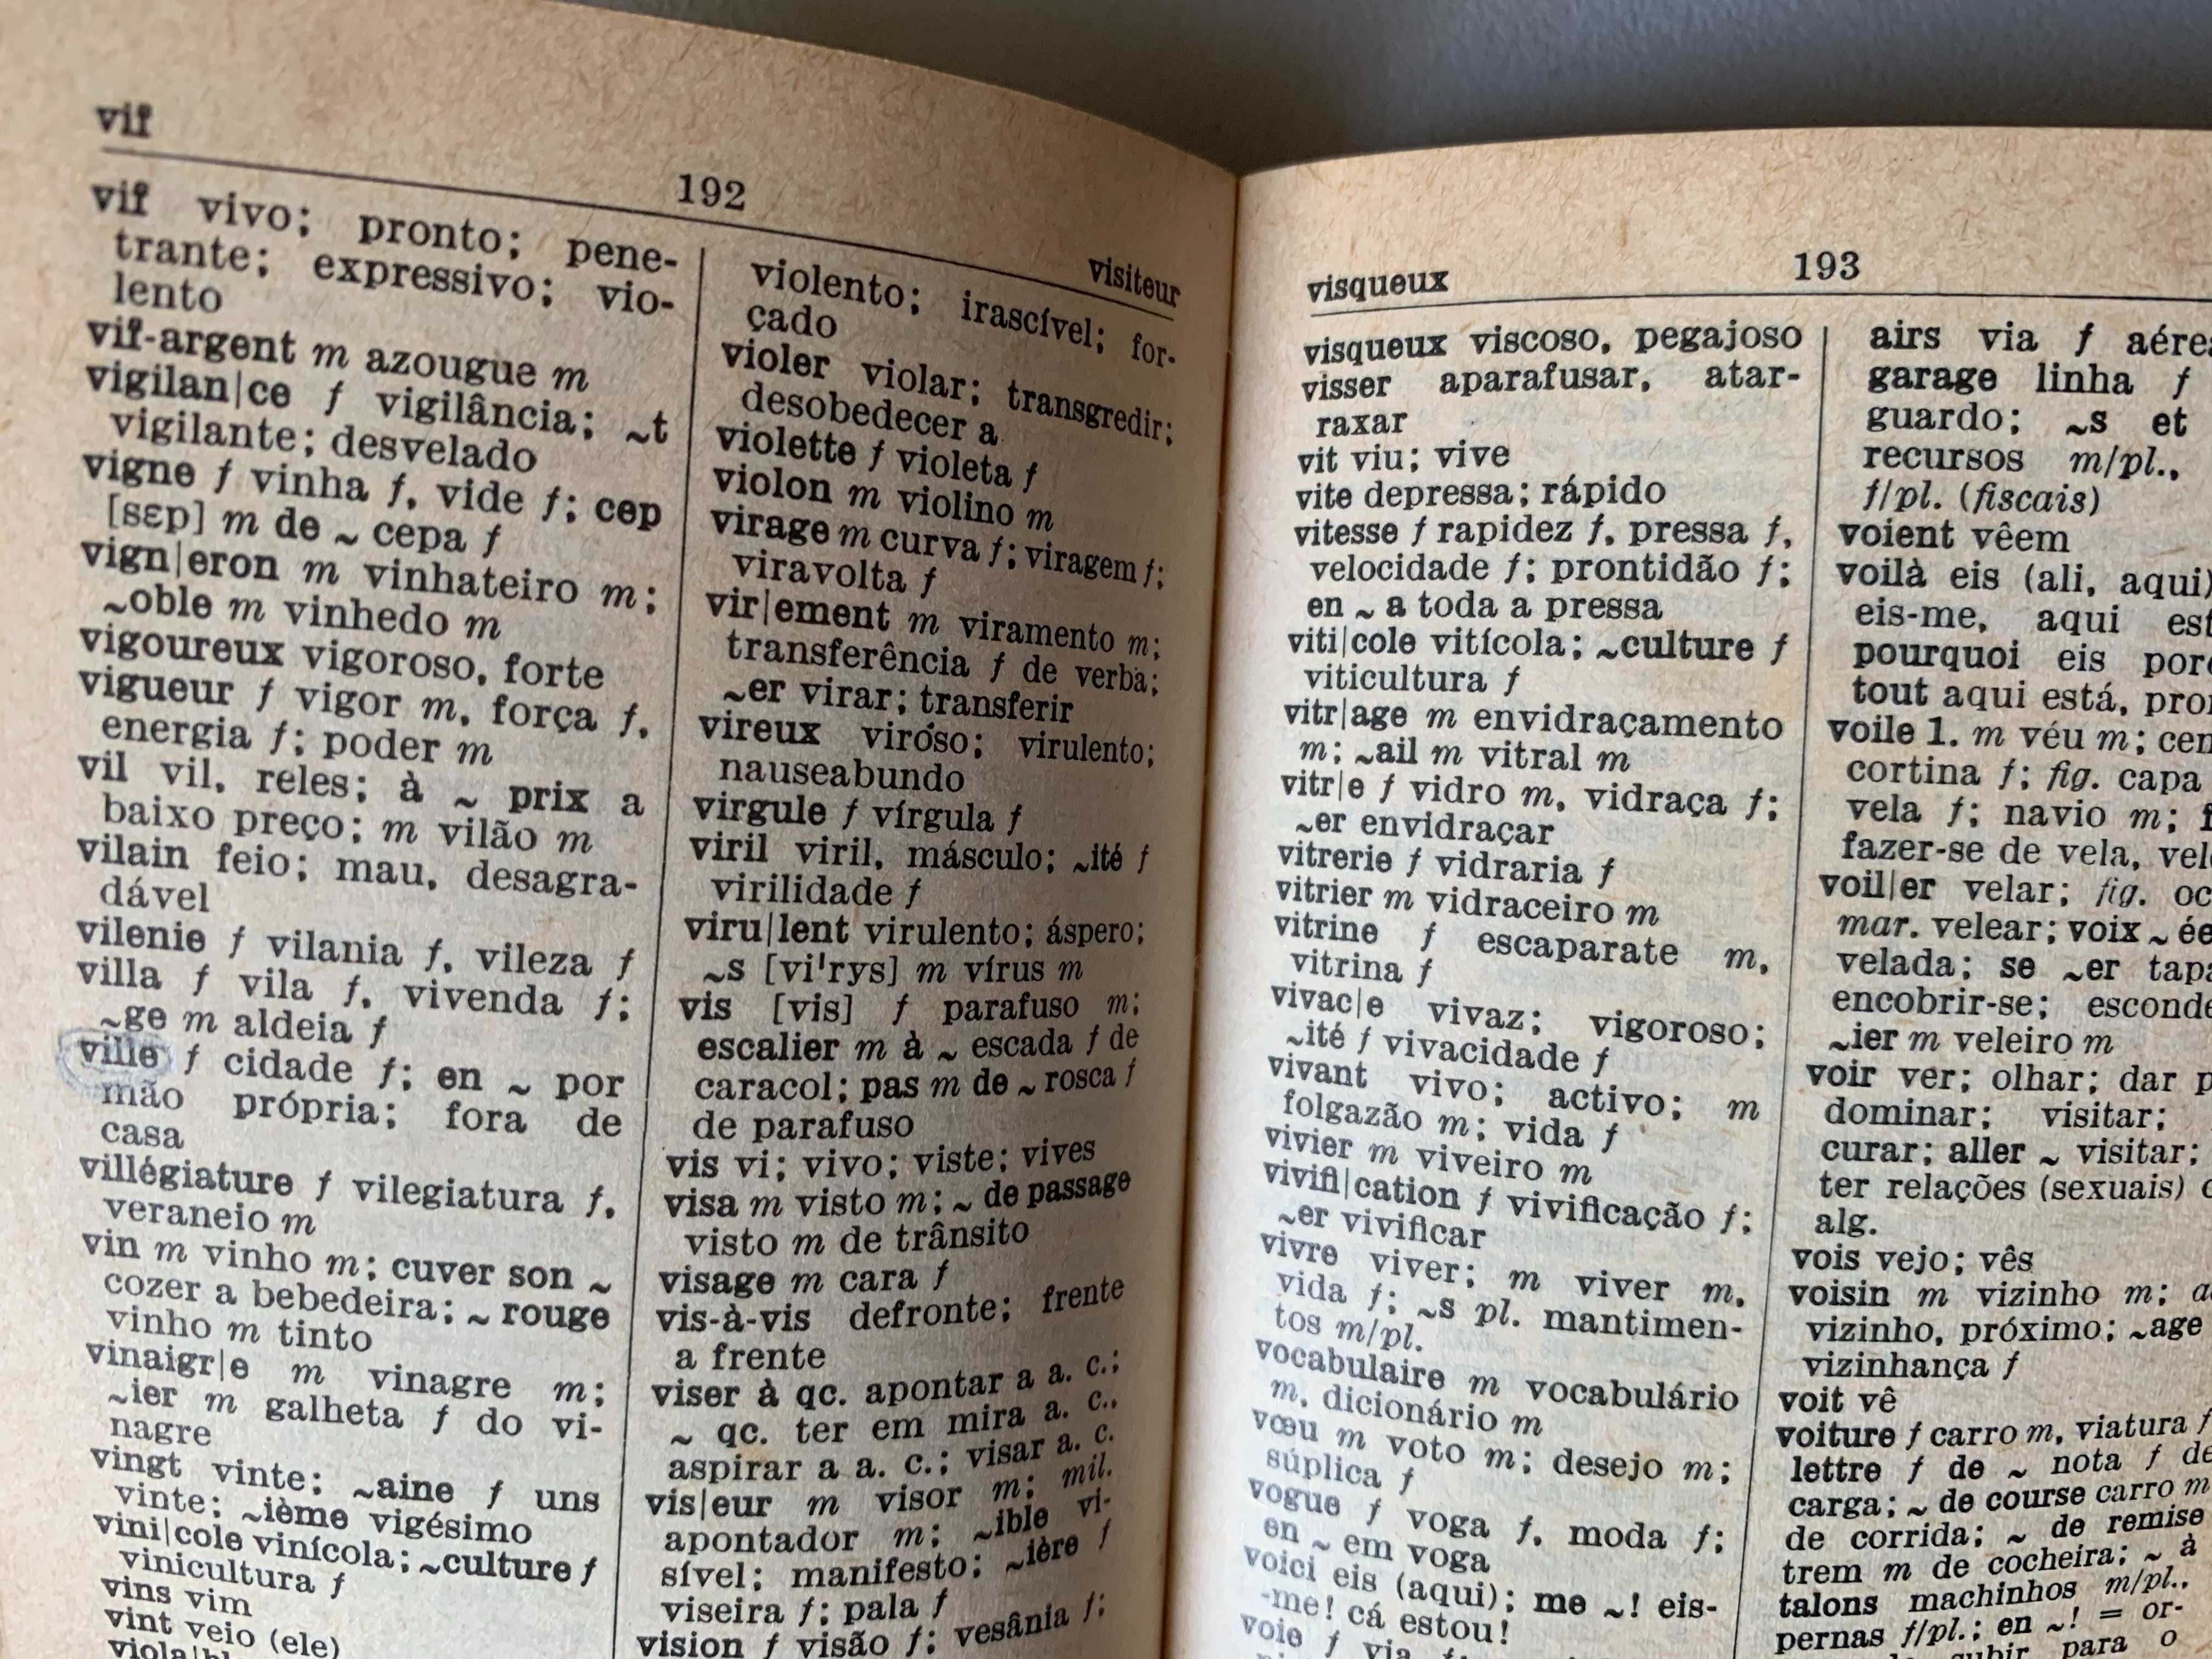 vif
192
visiteur
vif vivo; pronto; pene-
trante; expressivo; vio-
lento
vif-argent m azougue m
vigilan|ce f vigilância; ~t
vigilante; desvelado
vigne f vinha f, vide f; cep
[sɛp] m de ~ cepa f
vign|eron m vinhateiro m;
~oble m vinhedo m
vigoureux vigoroso, forte
vigueur f vigor m, força f,
energia f; poder m
vil vil, reles; à ~ prix a
baixo preço; m vilão m
vilain feio; mau, desagra-
dável
vilenie f vilania f, vileza f
villa f vila f, vivenda f;
~ge m aldeia f
ville f cidade f; en ~ por
mão própria; fora de
casa
villégiature f vilegiatura f,
veraneio m
vin m vinho m; cuver son ~
cozer a bebedeira; ~ rouge
vinho m tinto
vinaigr|e m vinagre m;
~ier m galheta f do vi-
nagre
vingt vinte; ~aine f uns
vinte; ~ième vigésimo
vini|cole vinícola; ~culture f
vinicultura f
vins vim
vint veio (ele)
violento; irascível; for-
çado
violer violar; transgredir;
desobedecer a
violette f violeta f
violon m violino m
virage m curva f; viragem f;
viravolta f
vir|ement m viramento m;
transferência f de verba;
~er virar; transferir
vireux viroso; virulento;
nauseabundo
virgule f vírgula f
viril viril, másculo; ~ité f
virilidade f
viru|lent virulento; áspero;
~s [vi'rys] m vírus m
vis [vis] f parafuso m;
escalier m à ~ escada f de
caracol; pas m de ~ rosca f
de parafuso
vis vi; vivo; viste; vives
visa m visto m; ~ de passage
visto m de trânsito
visage m cara f
vis-à-vis defronte; frente
a frente
viser à qc. apontar a a. c.;
~ qc. ter em mira a. c.,
aspirar a a. c.; visar a. c.
vis|eur m visor m; mil.
apontador m; ~ible vi-
sível; manifesto; ~ière f
viseira f; pala f
vision f visão f; vesânia f;
visqueux
193
visqueux viscoso, pegajoso
visser aparafusar, atar-
raxar
vit viu; vive
vite depressa; rápido
vitesse f rapidez f, pressa f,
velocidade f; prontidão f;
en ~ a toda a pressa
viti|cole vitícola; ~culture f
viticultura f
vitr|age m envidraçamento
m; ~ail m vitral m
vitr|e f vidro m, vidraça f;
~er envidraçar
vitrerie f vidraria f
vitrier m vidraceiro m
vitrine f escaparate m,
vitrina f
vivac|e vivaz; vigoroso;
~ité f vivacidade f
vivant vivo; activo; m
folgazão m; vida f
vivier m viveiro m
vivifi|cation f vivificação f;
~er vivificar
vivre viver; m viver m,
vida f; ~s pl. mantimen-
tos m/pl.
vocabulaire m vocabulário
m, dicionário m
vœu m voto m; desejo m;
súplica f
vogue f voga f, moda f;
en ~ em voga
voici eis (aqui); me ~! eis-
-me! cá estou!
voie f via f;
airs via f
garage linha f
guardo; ~s et
recursos m/pl.,
f/pl. (fiscais)
voient vêem
voilà eis (ali, aqui)
eis-me, aqui
pourquoi eis
tout aqui está,
voile 1. m véu m;
cortina f; fig. capa
vela f; navio m;
fazer-se de vela,
voil|er velar; fig.
mar. velear; voix ~ée
velada; se ~er
encobrir-se;
~ier m veleiro m
voir ver; olhar; dar
dominar; visitar;
curar; aller ~ visitar;
ter relações (sexuais)
alg.
vois vejo; vês
voisin m vizinho m;
vizinho, próximo; ~age
vizinhança f
voit vê
voiture f carro m, viatura f
lettre f de ~ nota f de
carga; ~ de course carro m
de corrida; ~ de remise
trem m de cocheira; ~ à
talons machinhos m/pl.,
pernas f/pl.; en ~! = or-
subir para o